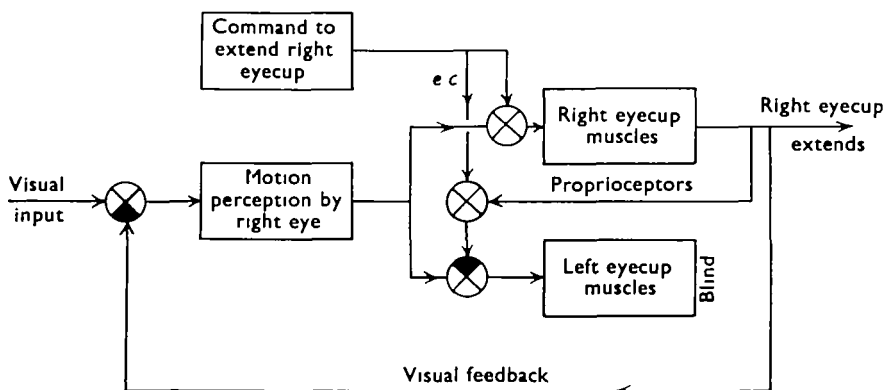 Command to
extend right
eyecup
e c
Right eyecup
muscles
Right eyecup
extends
Visual
input
Motion
perception by
right eye
Proprioceptors
Left eyecup
muscles
Blind
Visual feedback